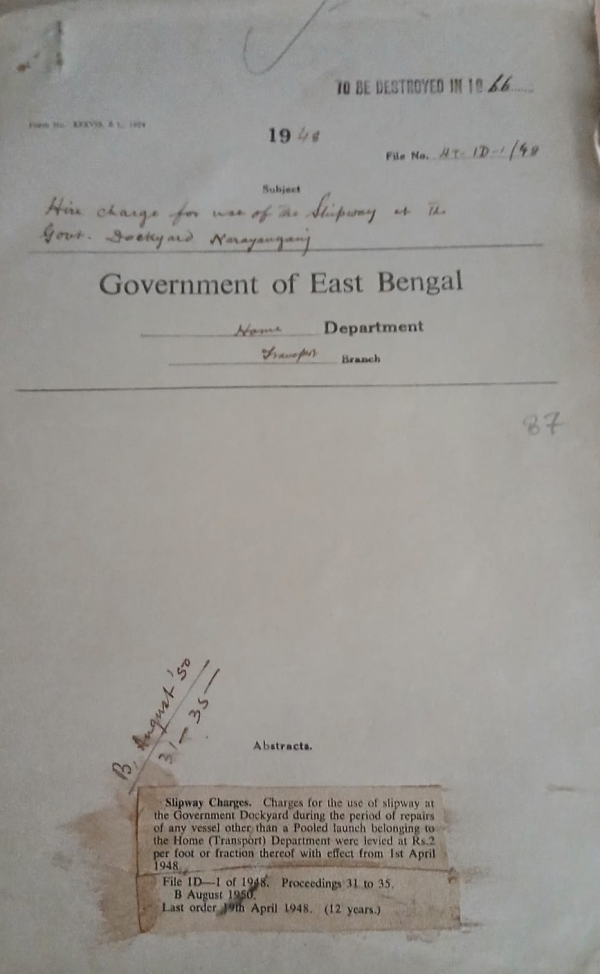 TO BE DESTROYED IN 19 66
1948
File No. HT-1D-1/48
Subject
Hire charge for use of the Slipway at the
Govt. Dockyard Narayanganj
Government of East Bengal
Home Department
Transport Branch
87
B, August '50
31-35
Abstracts.
Slipway Charges. Charges for the use of slipway at
the Government Dockyard during the period of repairs
of any vessel other than a Pooled launch belonging to
the Home (Transport) Department were levied at Rs.2
per foot or fraction thereof with effect from 1st April
1948.
File 1D—1 of 1948. Proceedings 31 to 35.
B August 1950.
Last order 19th April 1948. (12 years.)